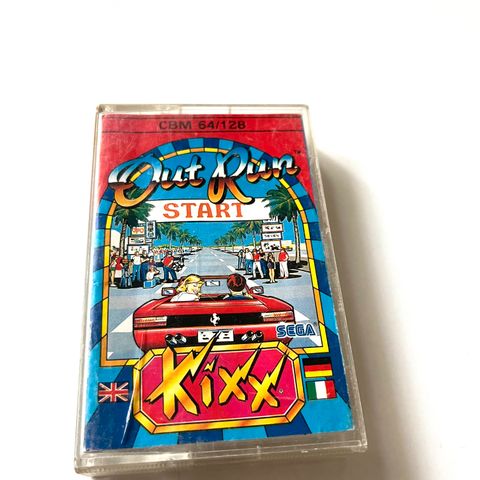 CBM 64/128
Out Run
START
SEGA
Kixx